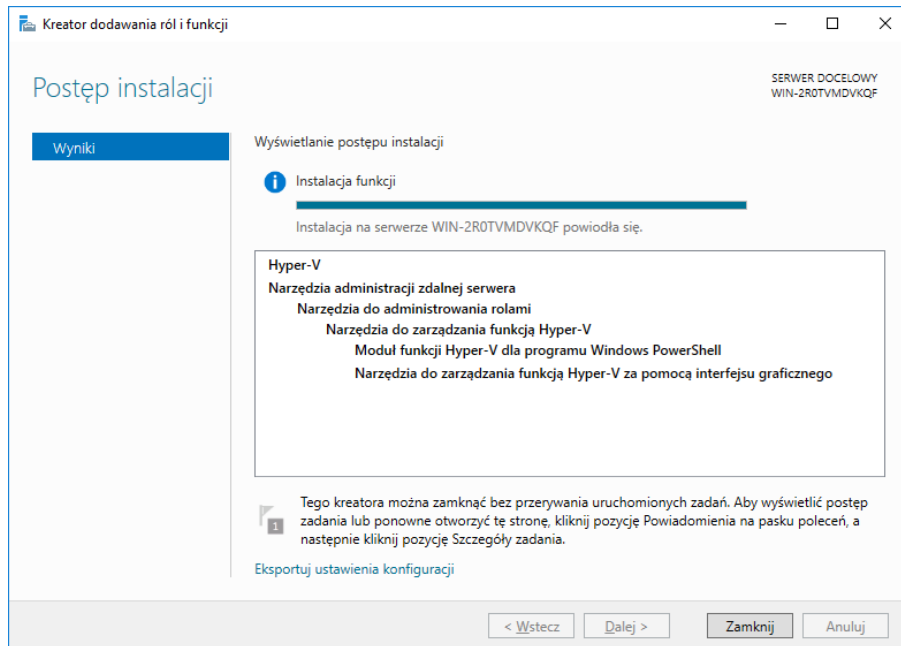 Kreator dodawania ról i funkcji
Postęp instalacji
SERWER DOCELOWY
WIN-2R0TVMDVKQF
Wyniki
Wyświetlanie postępu instalacji
Instalacja funkcji
Instalacja na serwerze WIN-2R0TVMDVKQF powiodła się.
Hyper-V
Narzędzia administracji zdalnej serwera
Narzędzia do administrowania rolami
Narzędzia do zarządzania funkcją Hyper-V
Moduł funkcji Hyper-V dla programu Windows PowerShell
Narzędzia do zarządzania funkcją Hyper-V za pomocą interfejsu graficznego
1
Tego kreatora można zamknąć bez przerywania uruchomionych zadań. Aby wyświetlić postęp
zadania lub ponowne otworzyć tę stronę, kliknij pozycję Powiadomienia na pasku poleceń, a
następnie kliknij pozycję Szczegóły zadania.
Eksportuj ustawienia konfiguracji
< Wstecz
Dalej >
Zamknij
Anuluj